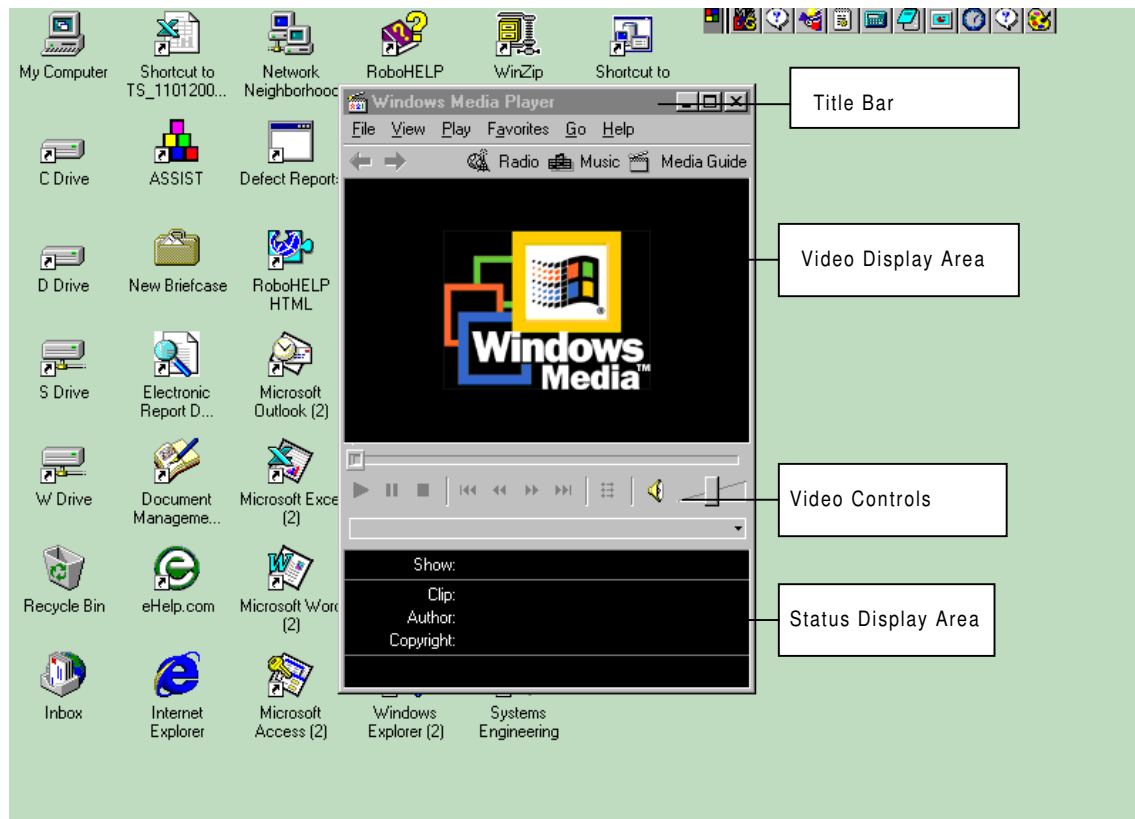 My Computer
Shortcut to
TS_1101200...
Network
Neighborhood
RoboHELP
WinZip
Shortcut to
Windows Media Player
Title Bar
File View Play Favorites Go Help
Radio Music Media Guide
C Drive
ASSIST
Defect Reports
Video Display Area
D Drive
New Briefcase
RoboHELP
HTML
Windows
Media™
S Drive
Electronic
Report D...
Microsoft
Outlook (2)
W Drive
Document
Manageme...
Microsoft Exce
(2)
Video Controls
Show:
Clip:
Author:
Copyright:
Status Display Area
Recycle Bin
eHelp.com
Microsoft Word
(2)
Inbox
Internet
Explorer
Microsoft
Access (2)
Windows
Explorer (2)
Systems
Engineering